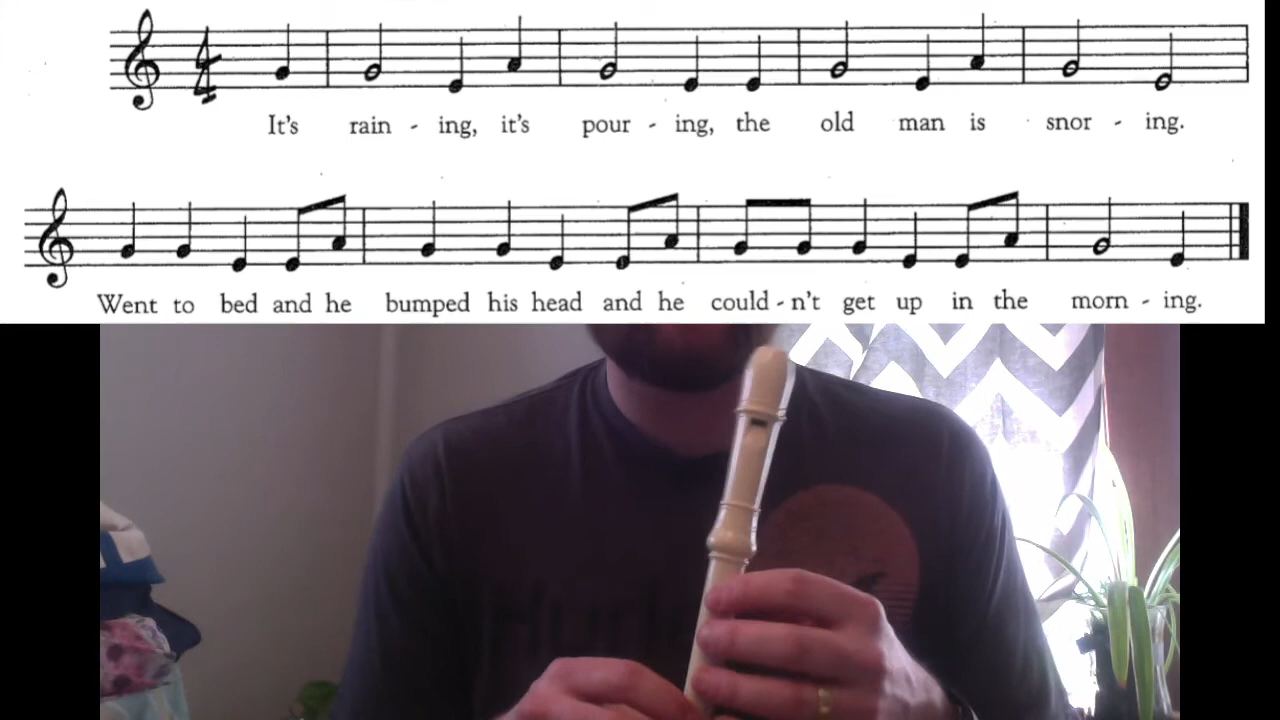 It's rain - ing, it's pour - ing, the old man is snor - ing.
Went to bed and he bumped his head and he could - n't get up in the morn - ing.